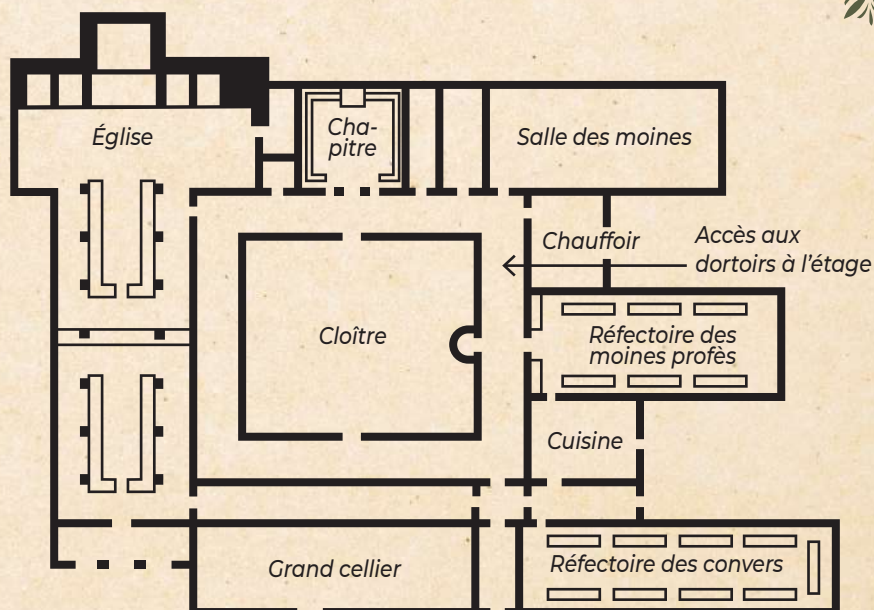 Église
Cha-
pitre
Salle des moines
Chauffoir
Accès aux
dortoirs à l'étage
Cloître
Réfectoire des
moines profès
Cuisine
Grand cellier
Réfectoire des convers